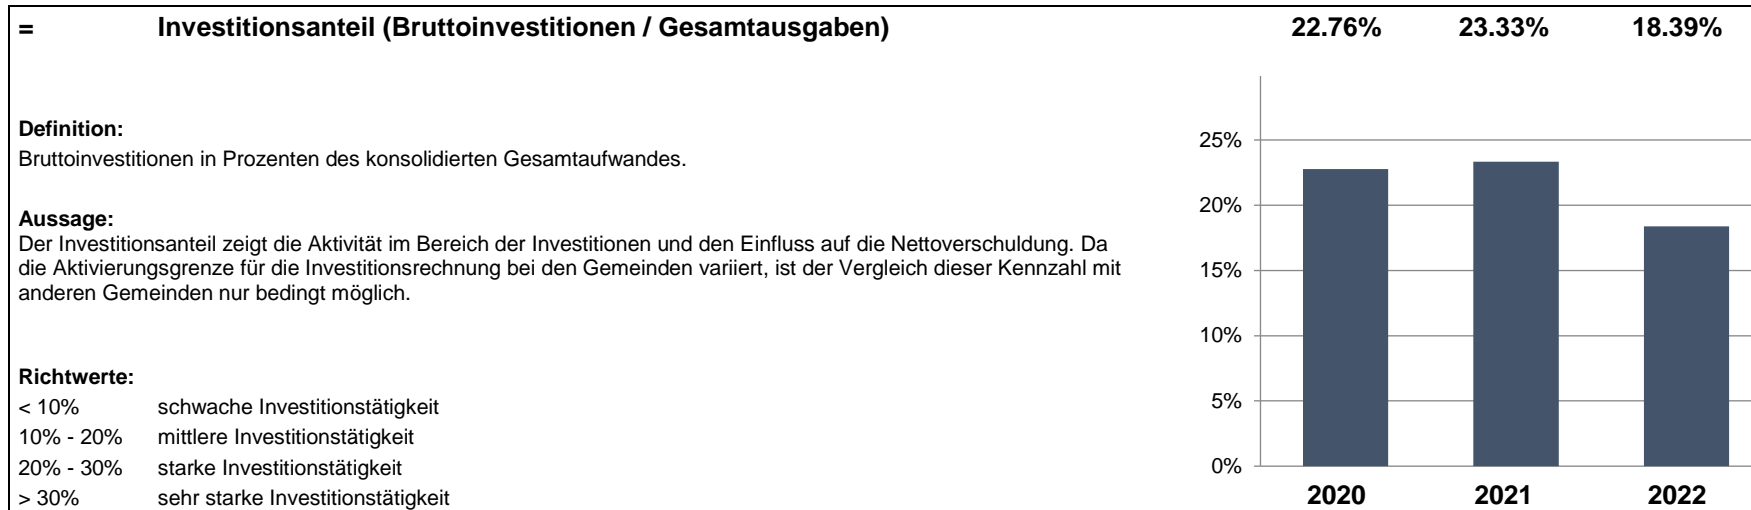 = Investitionsanteil (Bruttoinvestitionen / Gesamtausgaben) 22.76% 23.33% 18.39%
Definition:
Bruttoinvestitionen in Prozenten des konsolidierten Gesamtaufwandes.
Aussage:
Der Investitionsanteil zeigt die Aktivität im Bereich der Investitionen und den Einfluss auf die Nettoverschuldung. Da
die Aktivierungsgrenze für die Investitionsrechnung bei den Gemeinden variiert, ist der Vergleich dieser Kennzahl mit
anderen Gemeinden nur bedingt möglich.
Richtwerte:
< 10% schwache Investitionstätigkeit
10% - 20% mittlere Investitionstätigkeit
20% - 30% starke Investitionstätigkeit
> 30% sehr starke Investitionstätigkeit
25%
20%
15%
10%
5%
0%
2020 2021 2022